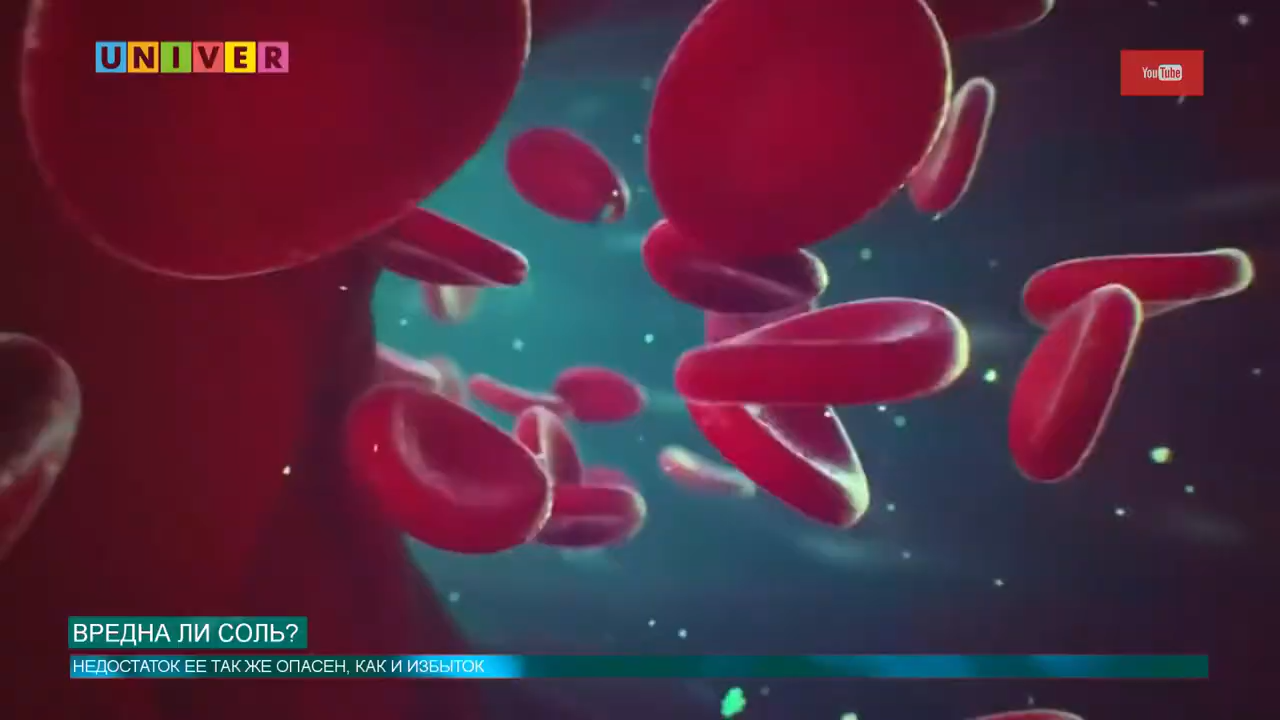 UNIVER
YouTube
ВРЕДНА ЛИ СОЛЬ?
НЕДОСТАТОК ЕЕ ТАК ЖЕ ОПАСЕН, КАК И ИЗБЫТОК